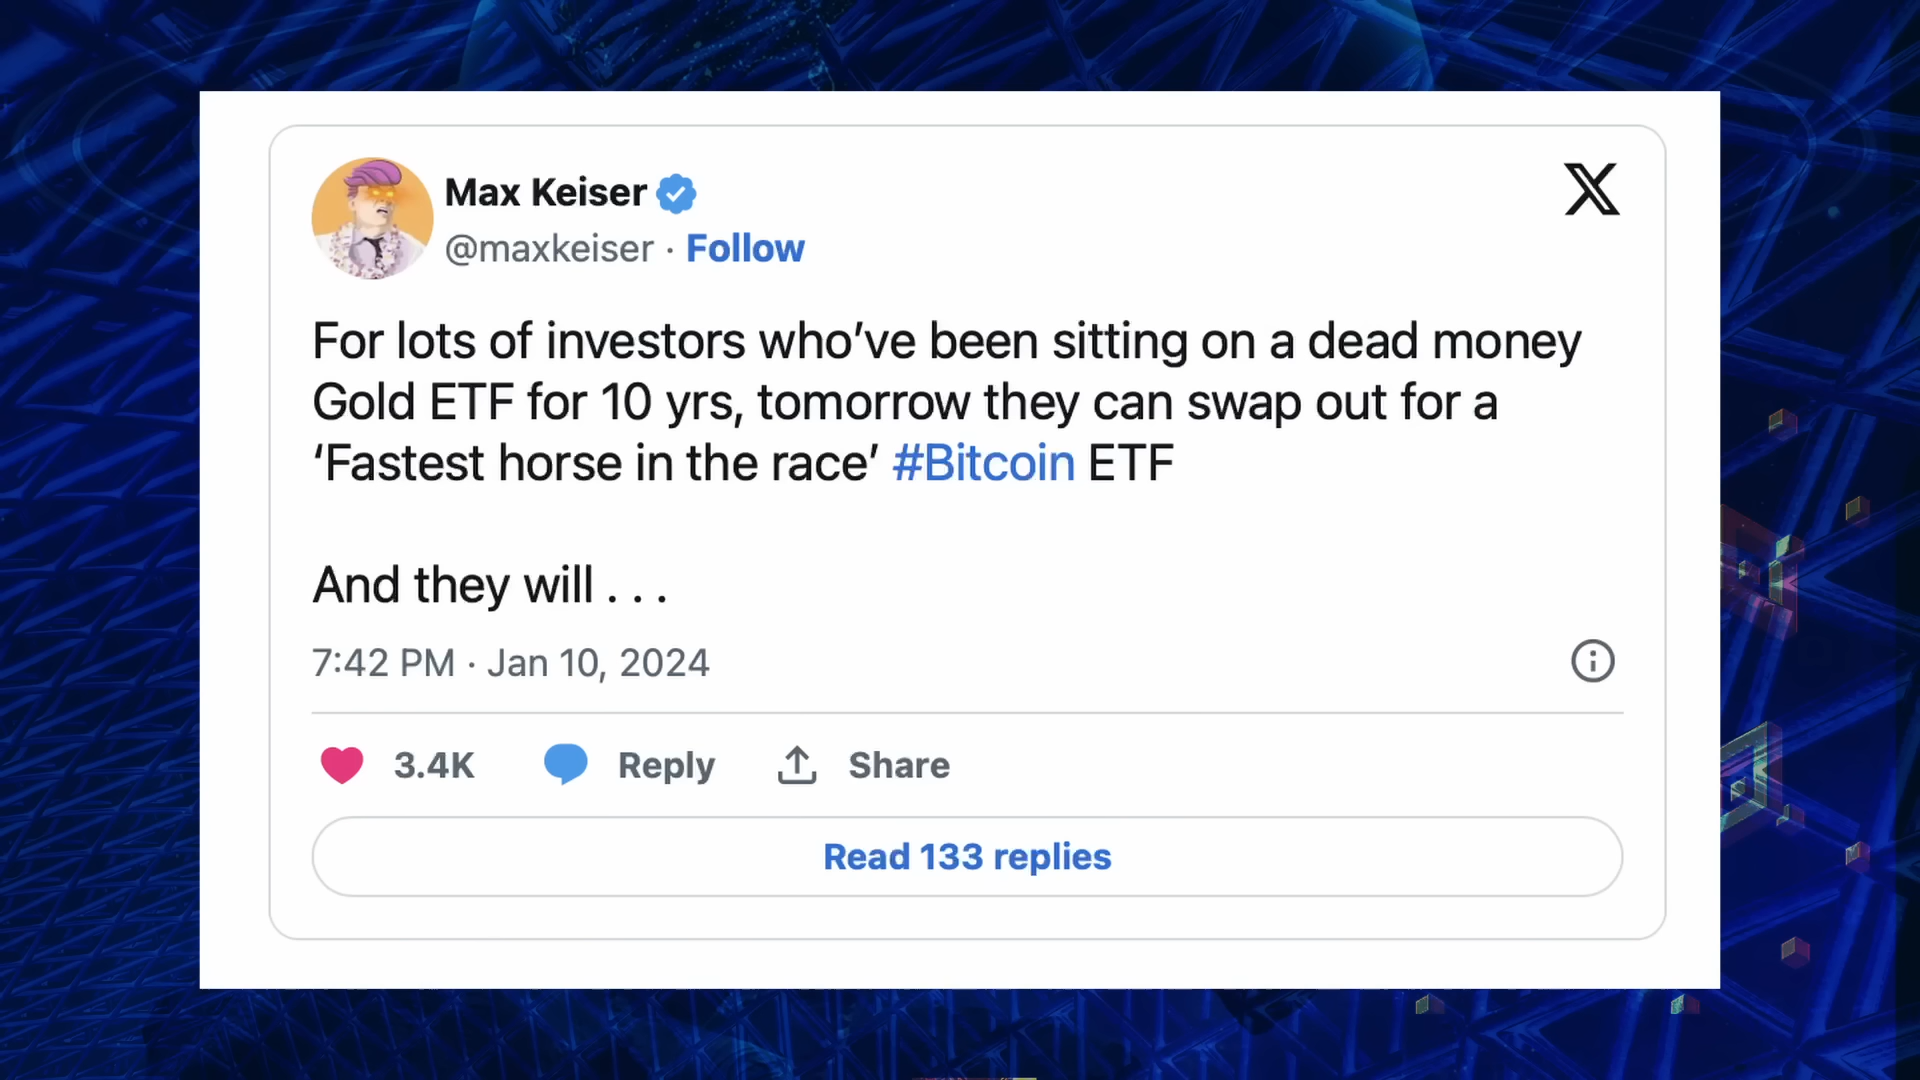 Max Keiser
@maxkeiser · Follow
For lots of investors who’ve been sitting on a dead money
Gold ETF for 10 yrs, tomorrow they can swap out for a
‘Fastest horse in the race’ #Bitcoin ETF
And they will . . .
7:42 PM · Jan 10, 2024
3.4K Reply Share
Read 133 replies